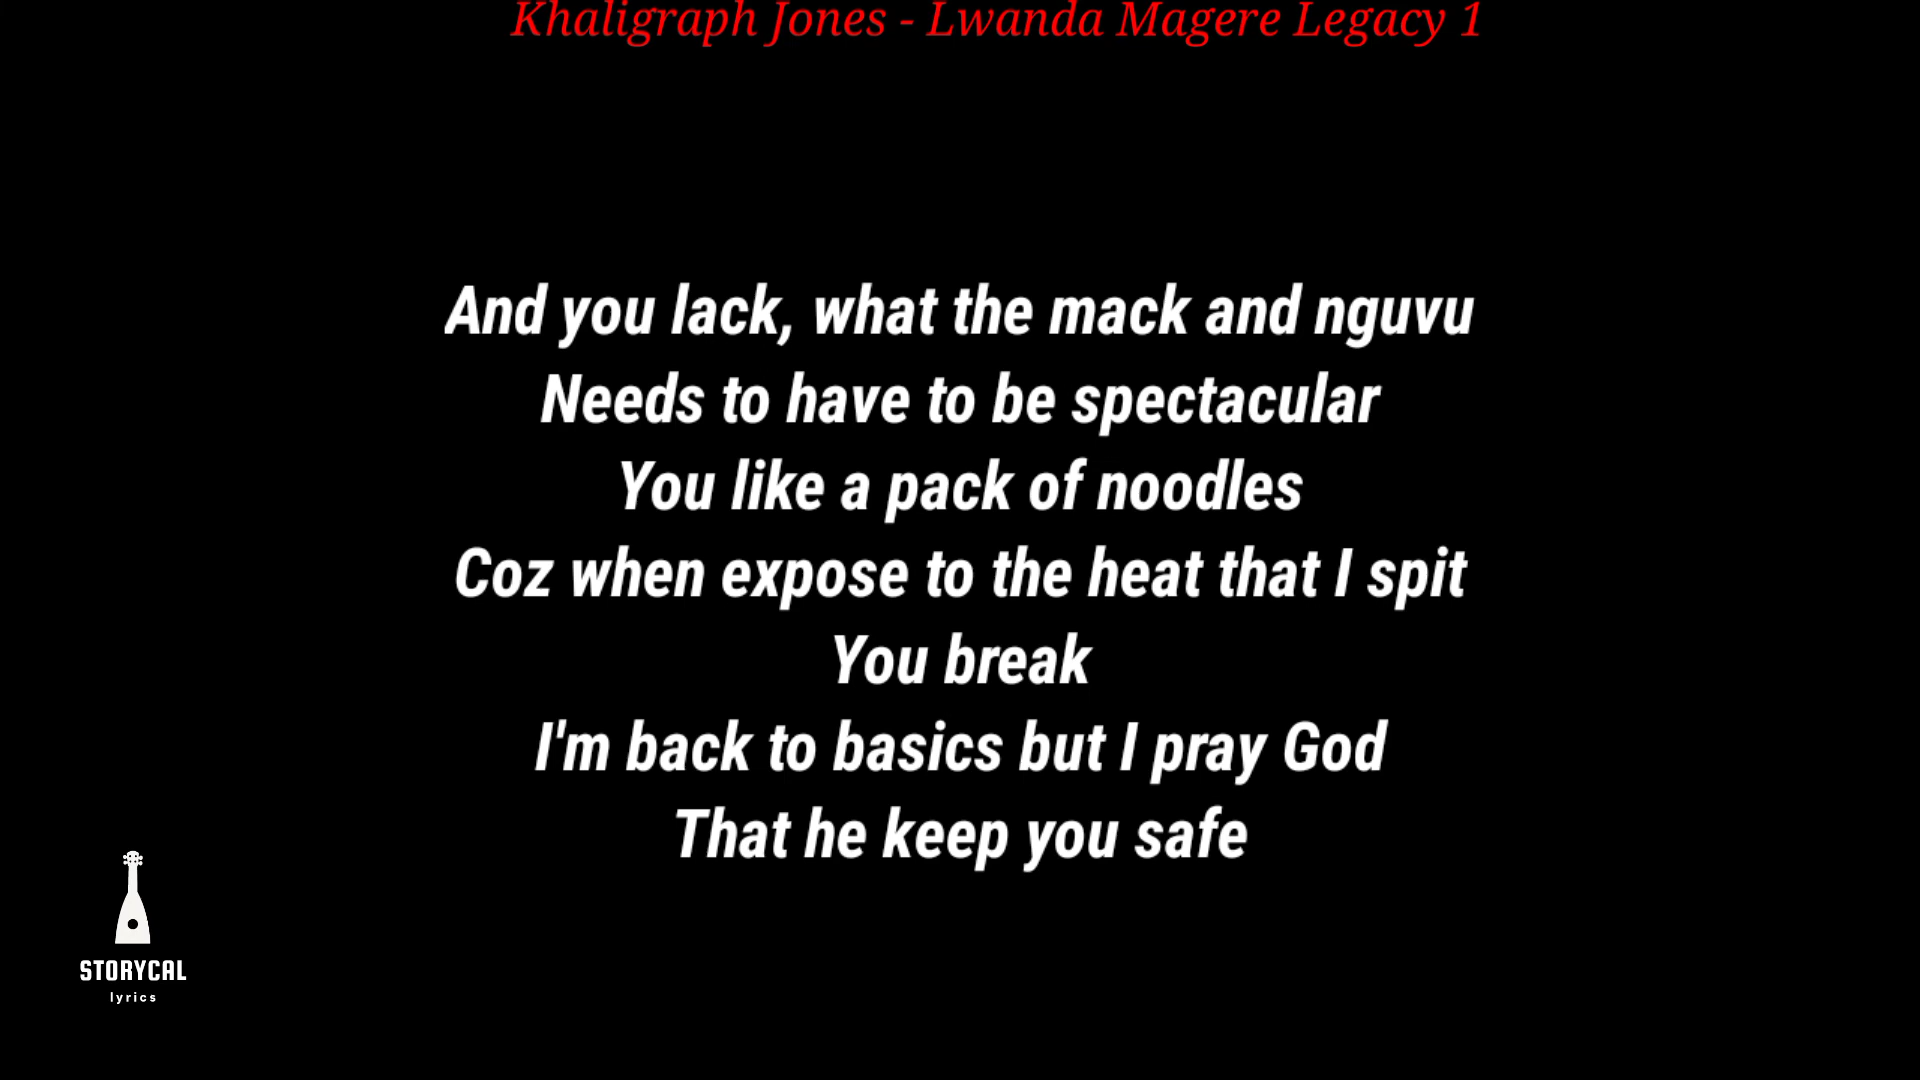 Khaligraph Jones - Lwanda Magere Legacy 1
And you lack, what the mack and nguvu
Needs to have to be spectacular
You like a pack of noodles
Coz when expose to the heat that I spit
You break
I'm back to basics but I pray God
That he keep you safe
STORYCAL
lyrics